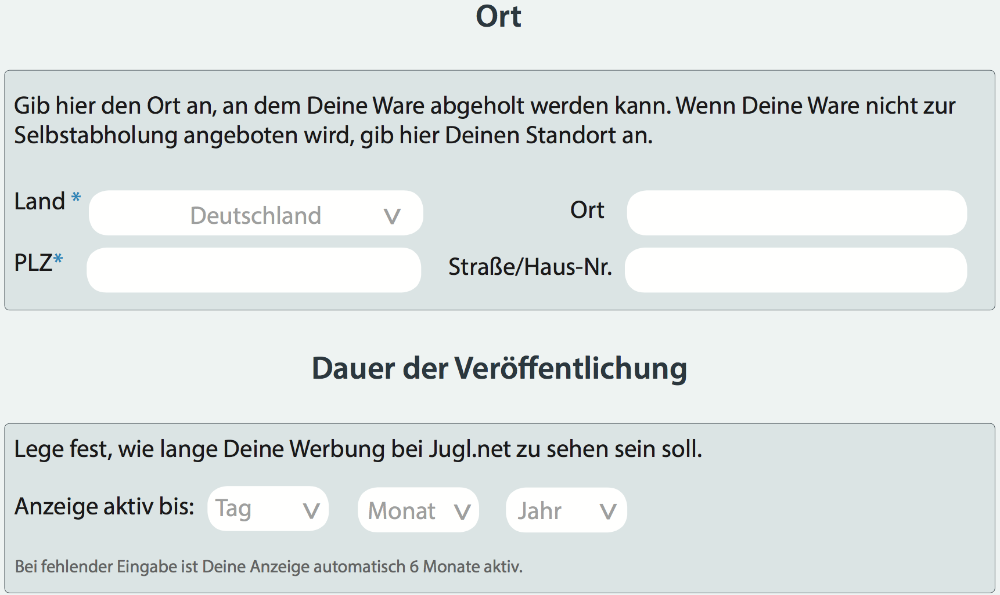 Ort
Gib hier den Ort an, an dem Deine Ware abgeholt werden kann. Wenn Deine Ware nicht zur
Selbstabholung angeboten wird, gib hier Deinen Standort an.
Land * Deutschland V Ort
PLZ* Straße/Haus-Nr.
Dauer der Veröffentlichung
Lege fest, wie lange Deine Werbung bei Jugl.net zu sehen sein soll.
Anzeige aktiv bis: Tag V Monat V Jahr V
Bei fehlender Eingabe ist Deine Anzeige automatisch 6 Monate aktiv.